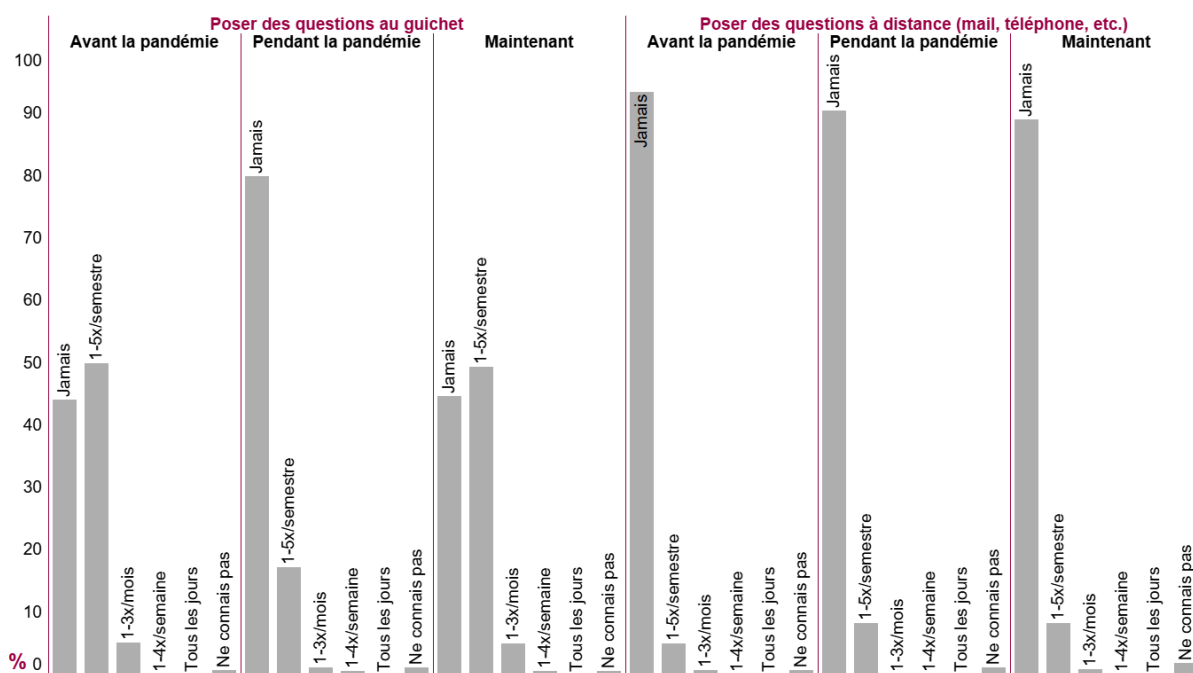 Poser des questions au guichet
Avant la pandémie
Pendant la pandémie
Maintenant
Poser des questions à distance (mail, téléphone, etc.)
Avant la pandémie
Pendant la pandémie
Maintenant
100
90
80
70
60
50
40
30
20
10
% 0
Jamais
1-5x/semestre
1-3x/mois
1-4x/semaine
Tous les jours
Ne connais pas
Jamais
1-5x/semestre
1-3x/mois
1-4x/semaine
Tous les jours
Ne connais pas
Jamais
1-5x/semestre
1-3x/mois
1-4x/semaine
Tous les jours
Ne connais pas
Jamais
1-5x/semestre
1-3x/mois
1-4x/semaine
Tous les jours
Ne connais pas
Jamais
1-5x/semestre
1-3x/mois
1-4x/semaine
Tous les jours
Ne connais pas
Jamais
1-5x/semestre
1-3x/mois
1-4x/semaine
Tous les jours
Ne connais pas